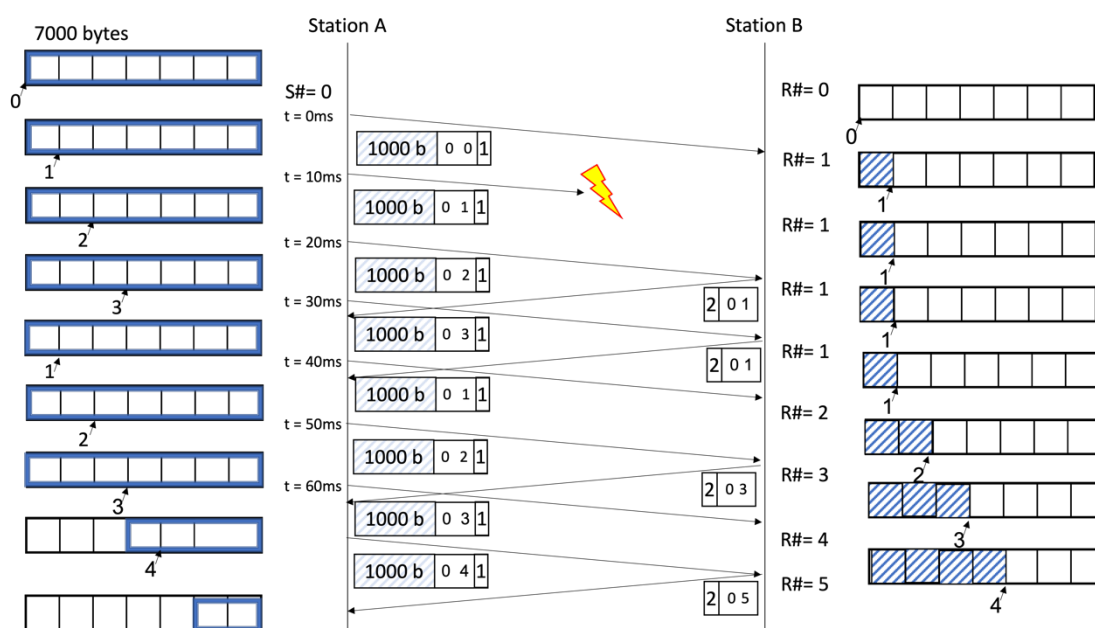 7000 bytes
Station A
Station B
0
S#= 0
R#= 0
0
t = 0ms
1000 b 0 0 1
R#= 1
1
1
t = 10ms
1000 b 0 1 1
R#= 1
2
1
t = 20ms
1000 b 0 2 1
R#= 1
2 0 1
3
1
t = 30ms
1000 b 0 3 1
R#= 1
2 0 1
1
1
t = 40ms
1000 b 0 1 1
R#= 2
2
2
t = 50ms
1000 b 0 2 1
R#= 3
2 0 3
3
3
t = 60ms
1000 b 0 3 1
R#= 4
4
1000 b 0 4 1
R#= 5
2 0 5
4